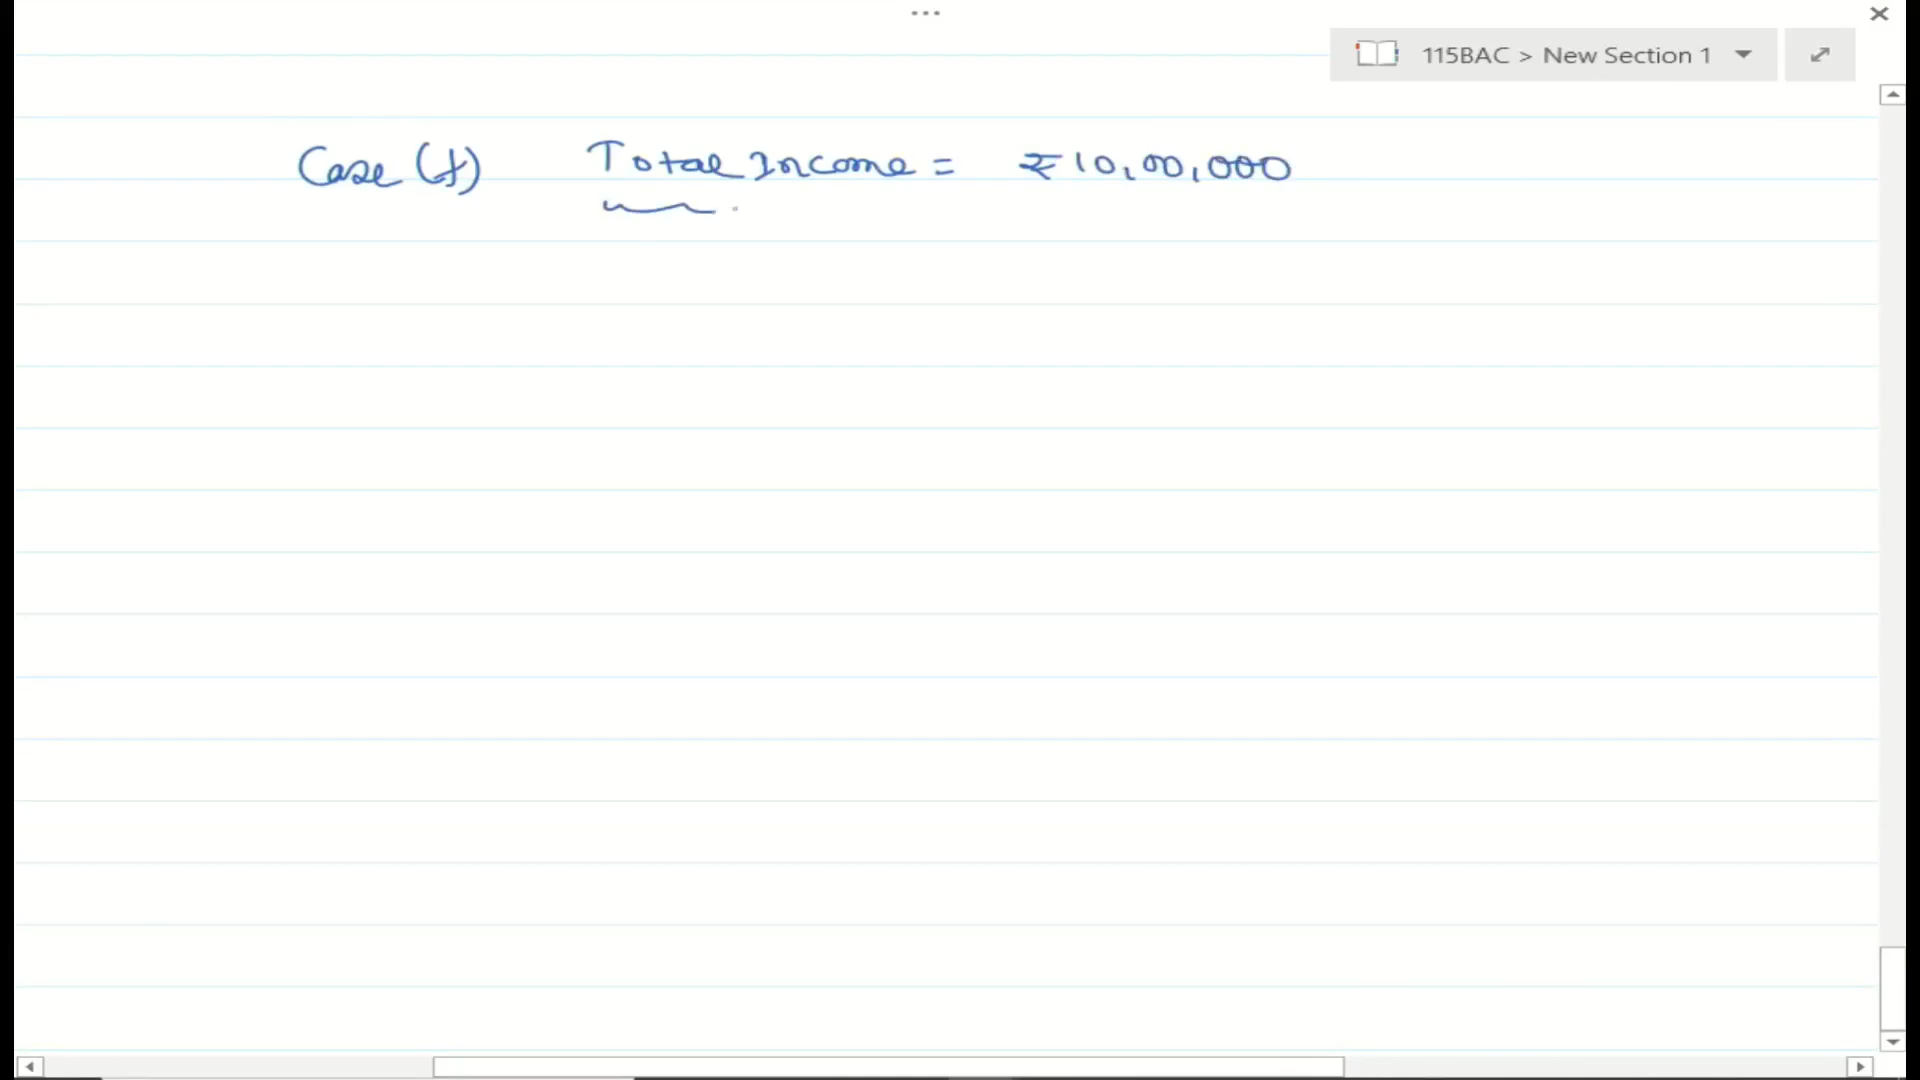 115BAC > New Section 1
Case (f) Total Income = ₹10,00,000